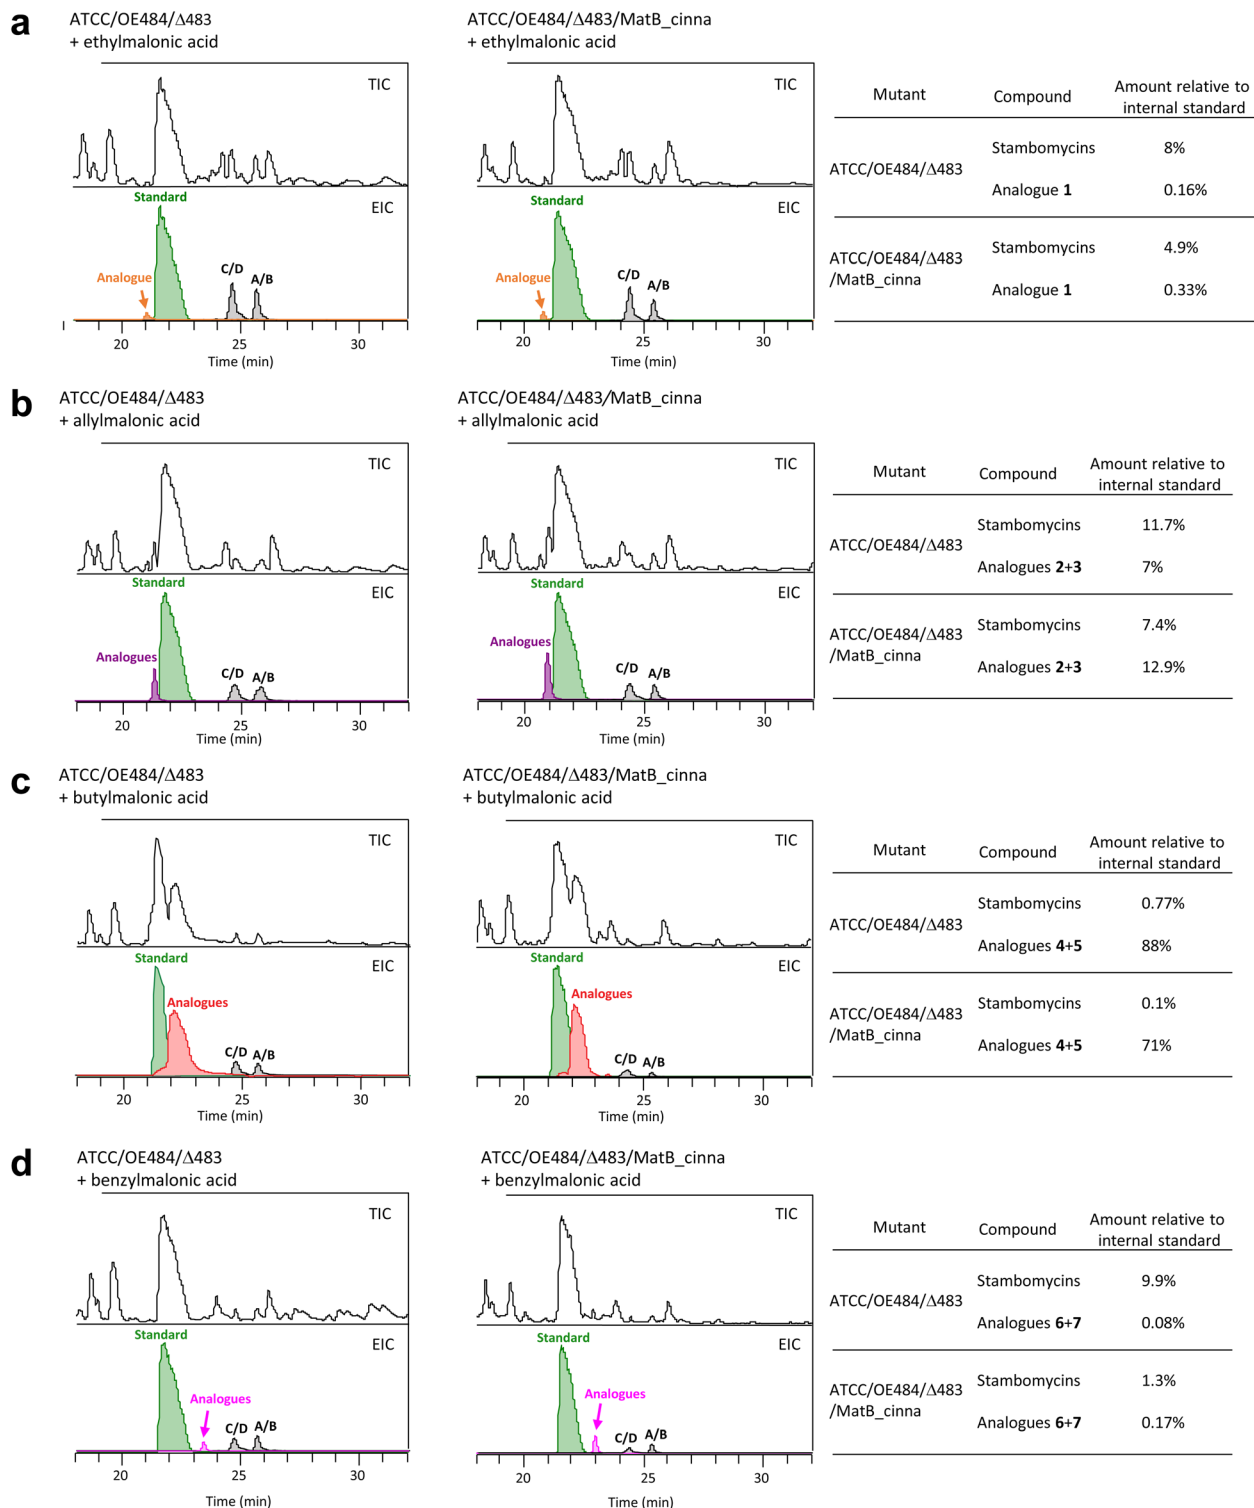 a
ATCC/OE484/Δ483
+ ethylmalonic acid
TIC
EIC
Standard
Analogue
C/D
A/B
20
25
30
Time (min)
ATCC/OE484/Δ483/MatB_cinna
+ ethylmalonic acid
TIC
EIC
Standard
Analogue
C/D
A/B
20
25
30
Time (min)
Mutant Compound Amount relative to
internal standard
ATCC/OE484/Δ483
Stambomycins 8%
Analogue 1 0.16%
ATCC/OE484/Δ483
/MatB_cinna
Stambomycins 4.9%
Analogue 1 0.33%
b
ATCC/OE484/Δ483
+ allylmalonic acid
TIC
EIC
Standard
Analogues
C/D
A/B
20
25
30
Time (min)
ATCC/OE484/Δ483/MatB_cinna
+ allylmalonic acid
TIC
EIC
Standard
Analogues
C/D
A/B
20
25
30
Time (min)
Mutant Compound Amount relative to
internal standard
ATCC/OE484/Δ483
Stambomycins 11.7%
Analogues 2+3 7%
ATCC/OE484/Δ483
/MatB_cinna
Stambomycins 7.4%
Analogues 2+3 12.9%
c
ATCC/OE484/Δ483
+ butylmalonic acid
TIC
EIC
Standard
Analogues
C/D
A/B
20
25
30
Time (min)
ATCC/OE484/Δ483/MatB_cinna
+ butylmalonic acid
TIC
EIC
Standard
Analogues
C/D
A/B
20
25
30
Time (min)
Mutant Compound Amount relative to
internal standard
ATCC/OE484/Δ483
Stambomycins 0.77%
Analogues 4+5 88%
ATCC/OE484/Δ483
/MatB_cinna
Stambomycins 0.1%
Analogues 4+5 71%
d
ATCC/OE484/Δ483
+ benzylmalonic acid
TIC
EIC
Standard
Analogues
C/D
A/B
20
25
30
Time (min)
ATCC/OE484/Δ483/MatB_cinna
+ benzylmalonic acid
TIC
EIC
Standard
Analogues
C/D
A/B
20
25
30
Time (min)
Mutant Compound Amount relative to
internal standard
ATCC/OE484/Δ483
Stambomycins 9.9%
Analogues 6+7 0.08%
ATCC/OE484/Δ483
/MatB_cinna
Stambomycins 1.3%
Analogues 6+7 0.17%